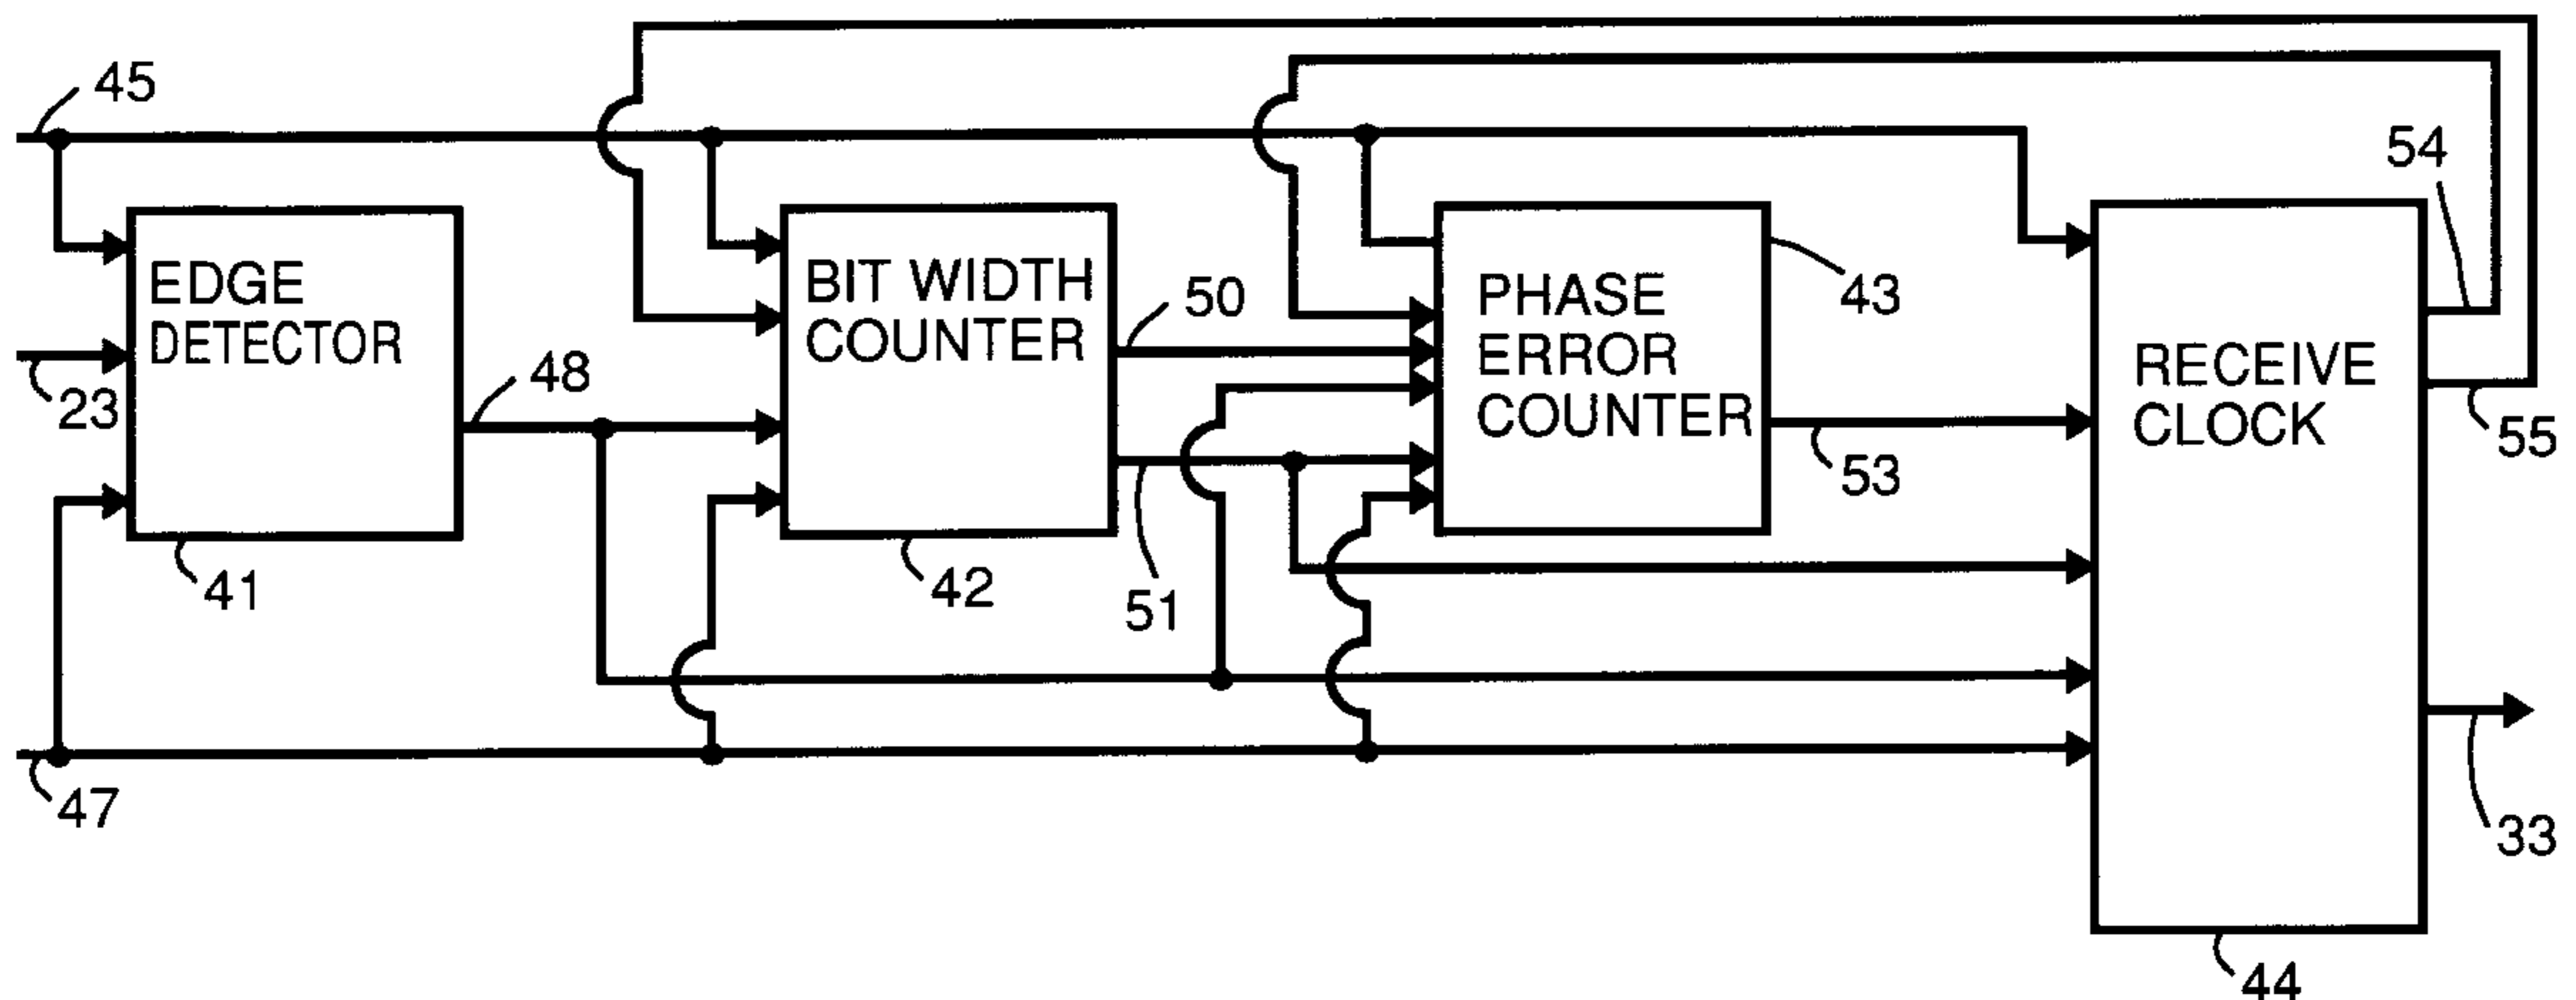 45
54
EDGE
DETECTOR
BIT WIDTH
COUNTER
50
PHASE
ERROR
COUNTER
43
RECEIVE
CLOCK
23
48
53
55
41
42
51
47
33
44